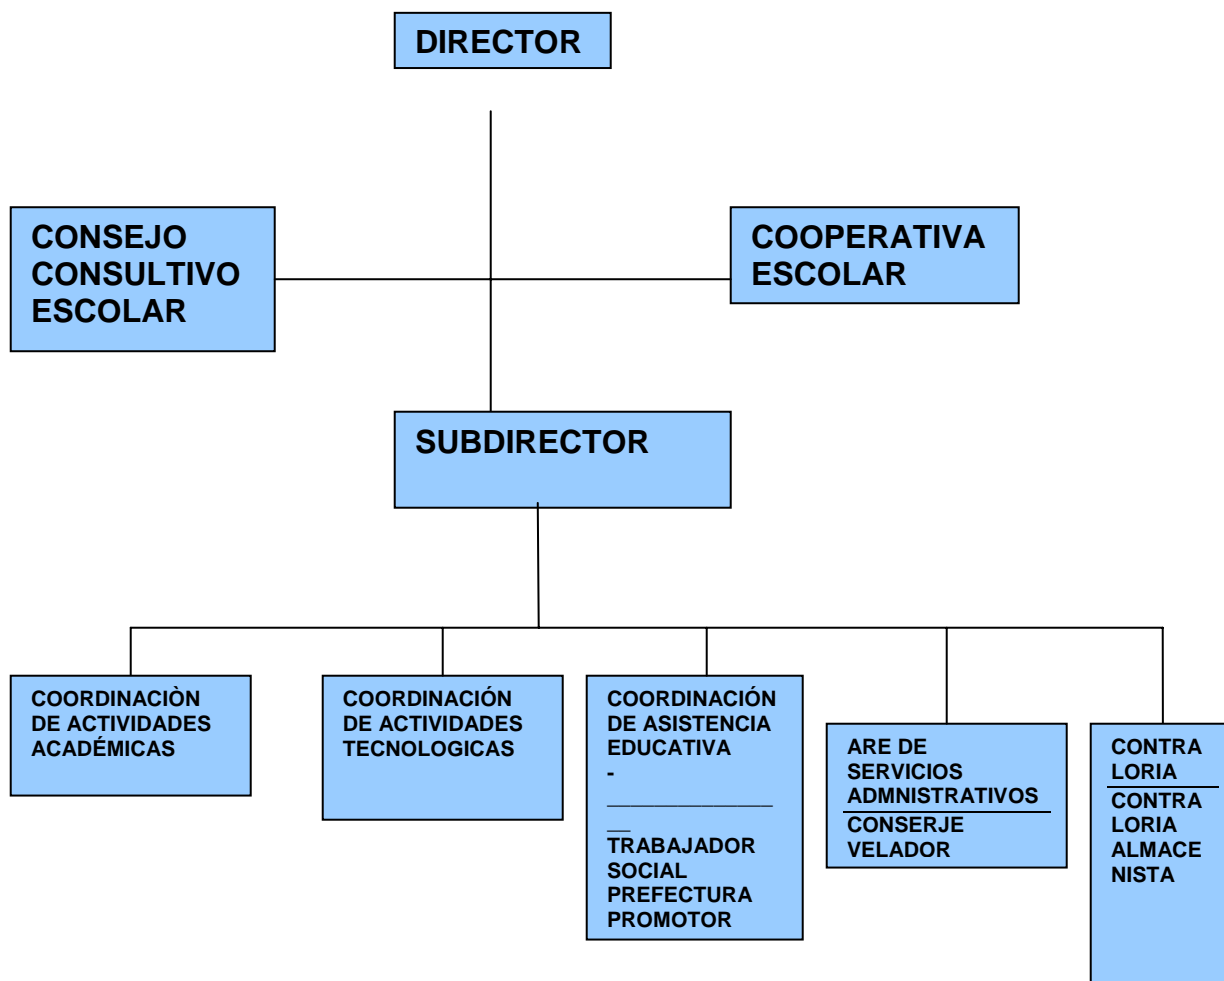 DIRECTOR
CONSEJO
CONSULTIVO
ESCOLAR
COOPERATIVA
ESCOLAR
SUBDIRECTOR
COORDINACIÒN
DE ACTIVIDADES
ACADÉMICAS
COORDINACIÓN
DE ACTIVIDADES
TECNOLOGICAS
COORDINACIÓN
DE ASISTENCIA
EDUCATIVA
-
______________
__
TRABAJADOR
SOCIAL
PREFECTURA
PROMOTOR
ARE DE
SERVICIOS
ADMNISTRATIVOS
CONSERJE
VELADOR
CONTRA
LORIA
CONTRA
LORIA
ALMACE
NISTA